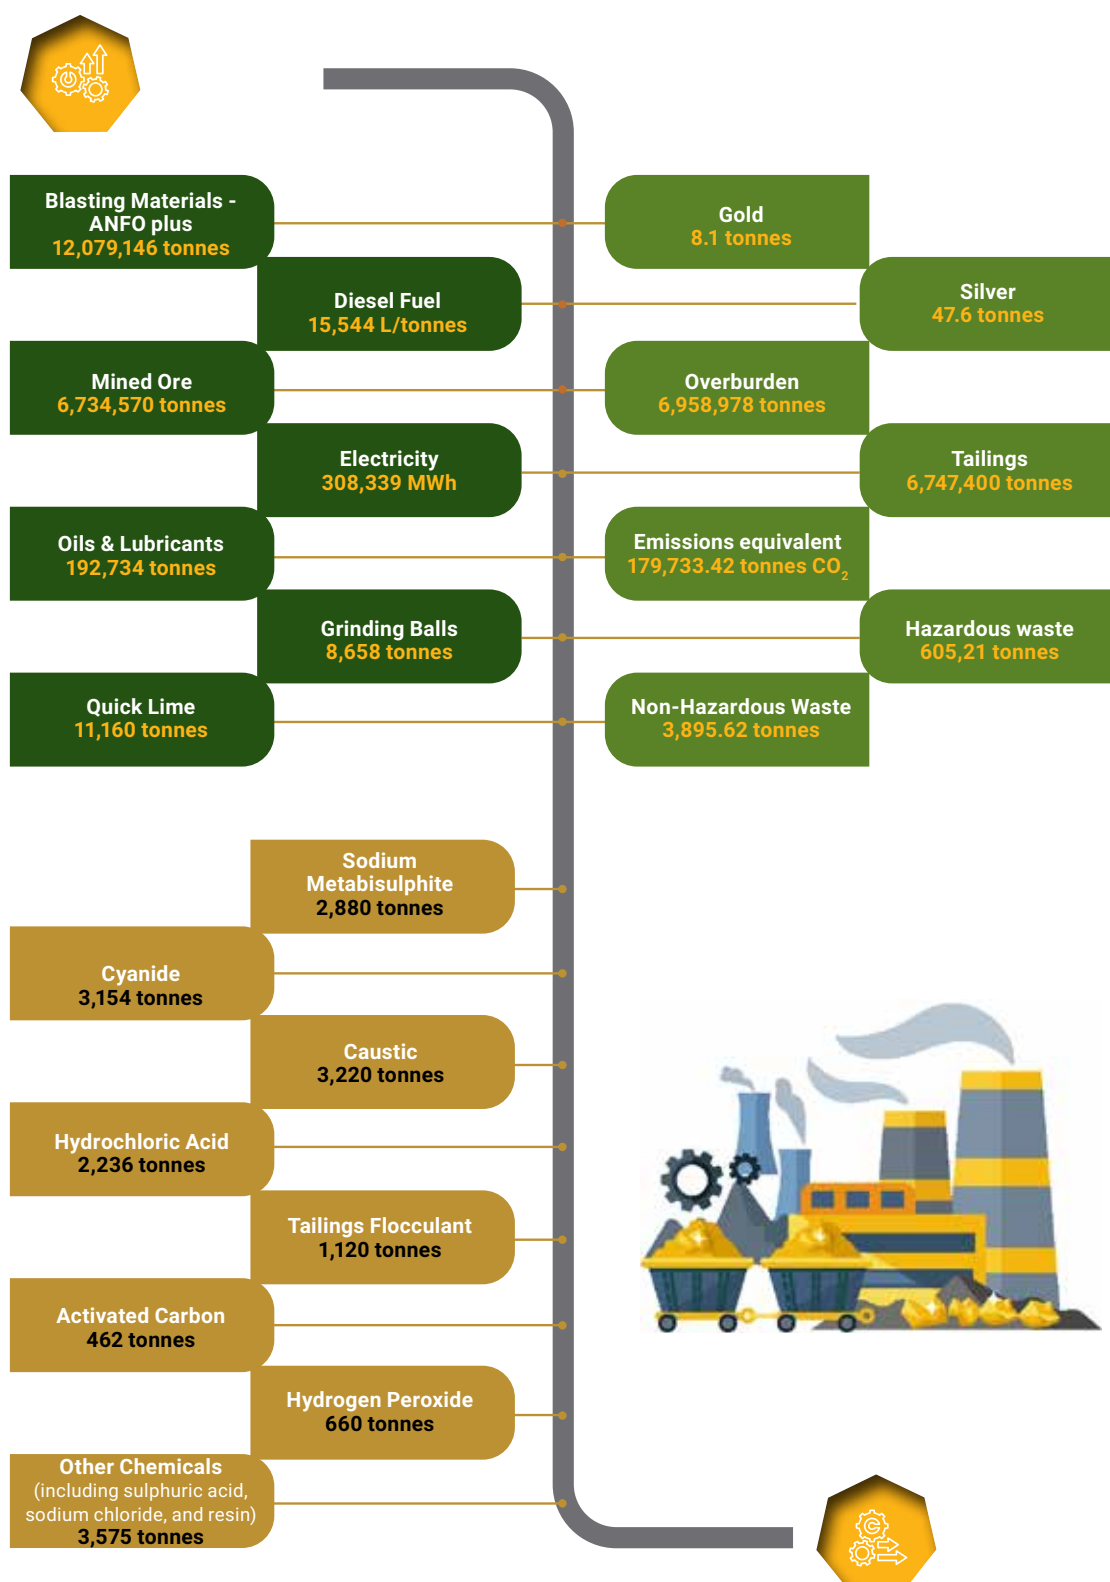 Blasting Materials -
ANFO plus
12,079,146 tonnes
Gold
8.1 tonnes
Diesel Fuel
15,544 L/tonnes
Silver
47.6 tonnes
Mined Ore
6,734,570 tonnes
Overburden
6,958,978 tonnes
Electricity
308,339 MWh
Tailings
6,747,400 tonnes
Oils & Lubricants
192,734 tonnes
Emissions equivalent
179,733.42 tonnes CO₂
Grinding Balls
8,658 tonnes
Hazardous waste
605,21 tonnes
Quick Lime
11,160 tonnes
Non-Hazardous Waste
3,895.62 tonnes
Sodium
Metabisulphite
2,880 tonnes
Cyanide
3,154 tonnes
Caustic
3,220 tonnes
Hydrochloric Acid
2,236 tonnes
Tailings Flocculant
1,120 tonnes
Activated Carbon
462 tonnes
Hydrogen Peroxide
660 tonnes
Other Chemicals
(including sulphuric acid,
sodium chloride, and resin)
3,575 tonnes